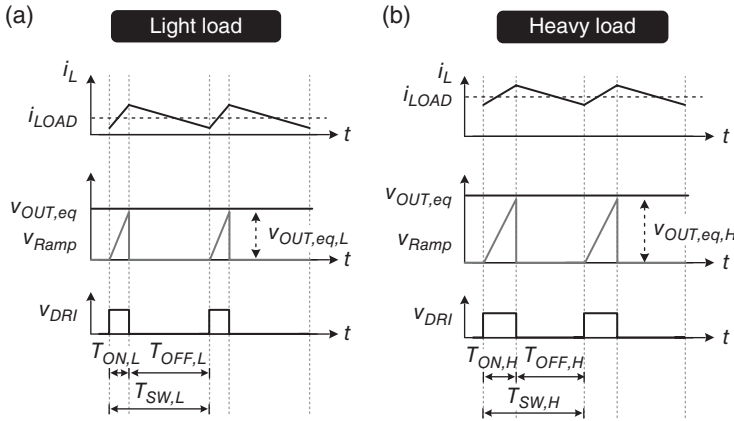 (a)
Light load
i_L
i_LOAD
t
v_OUT,eq
v_Ramp
v_OUT,eq,L
t
v_DRI
t
T_ON,L
T_OFF,L
T_SW,L
(b)
Heavy load
i_L
i_LOAD
t
v_OUT,eq
v_Ramp
v_OUT,eq,H
t
v_DRI
t
T_ON,H
T_OFF,H
T_SW,H